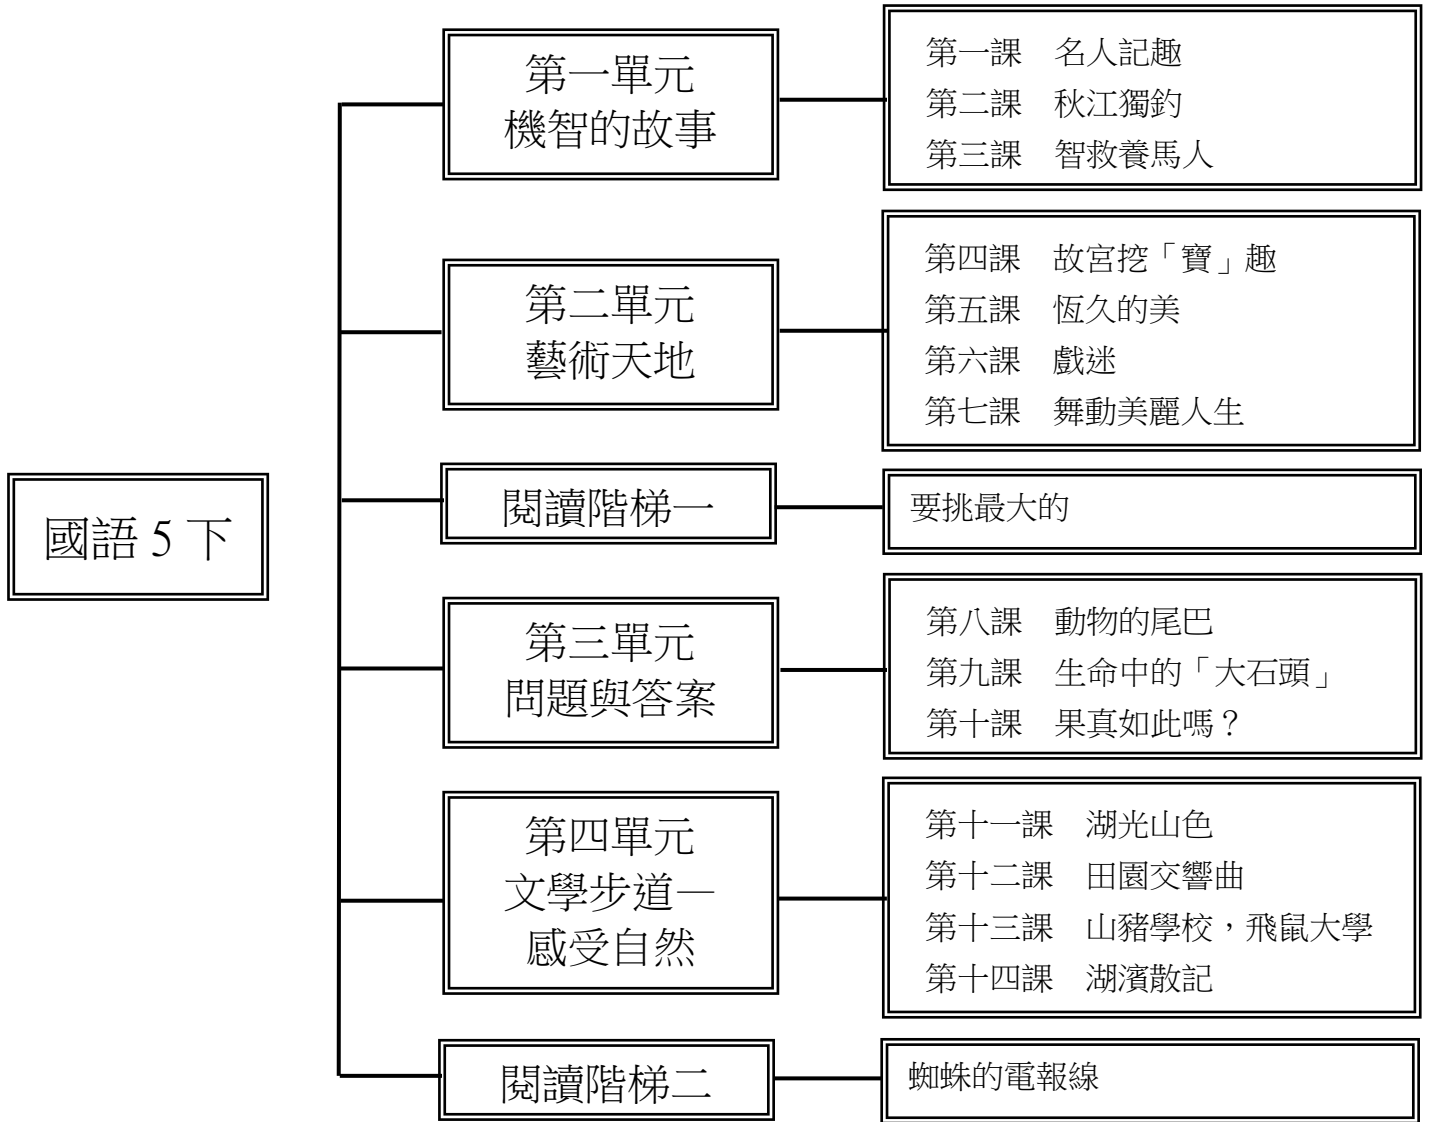 國語 5 下
第一單元
機智的故事
第一課　名人記趣
第二課　秋江獨釣
第三課　智救養馬人
第二單元
藝術天地
第四課　故宮挖「寶」趣
第五課　恆久的美
第六課　戲迷
第七課　舞動美麗人生
閱讀階梯一
要挑最大的
第三單元
問題與答案
第八課　動物的尾巴
第九課　生命中的「大石頭」
第十課　果真如此嗎？
第四單元
文學步道—
感受自然
第十一課　湖光山色
第十二課　田園交響曲
第十三課　山豬學校，飛鼠大學
第十四課　湖濱散記
閱讀階梯二
蜘蛛的電報線